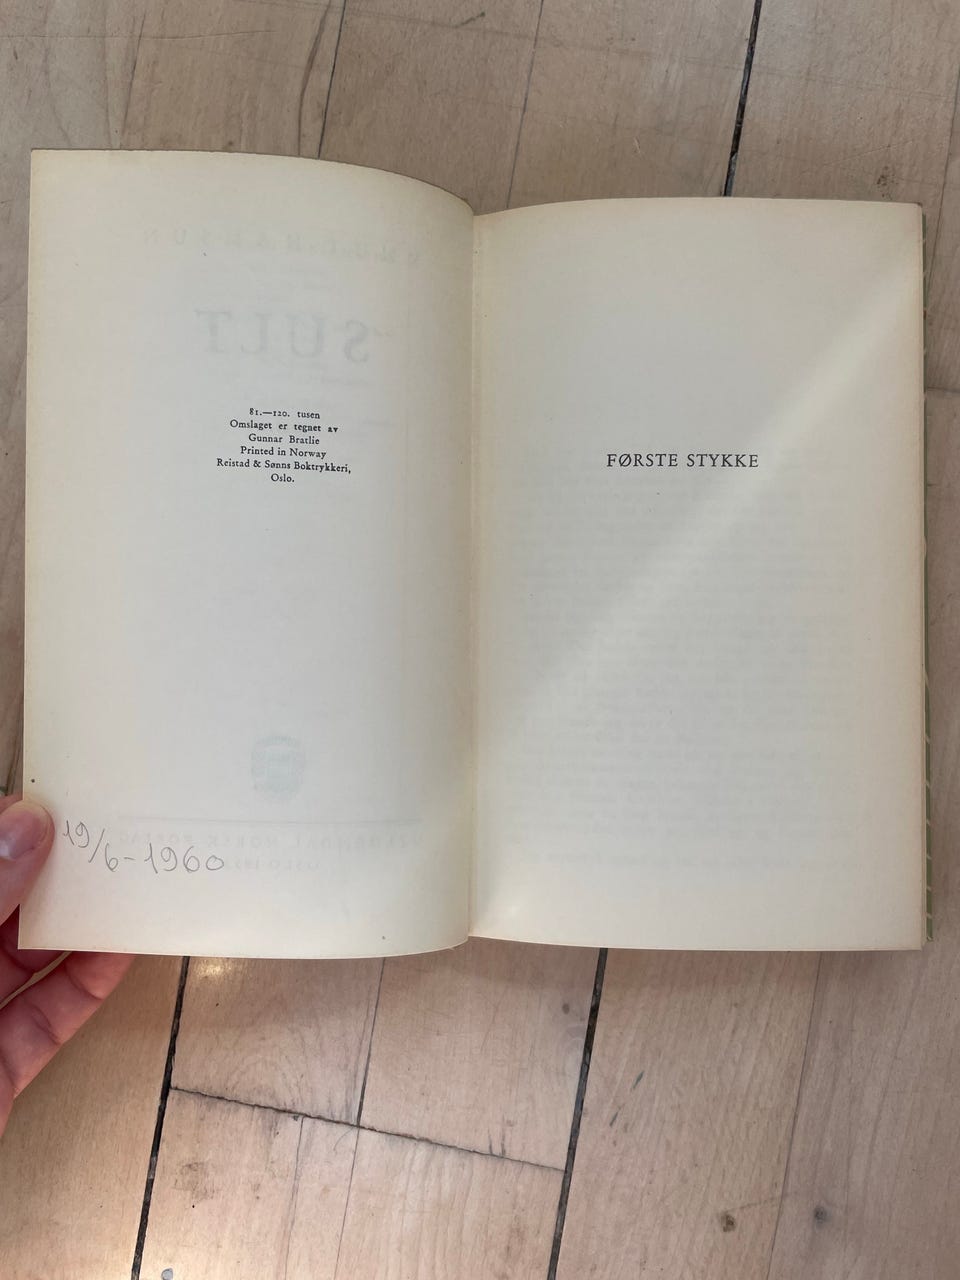 SULT
81.—120. tusen
Omslaget er tegnet av
Gunnar Bratlie
Printed in Norway
Reistad & Sønns Boktrykkeri,
Oslo.
19/6-1960
FØRSTE STYKKE